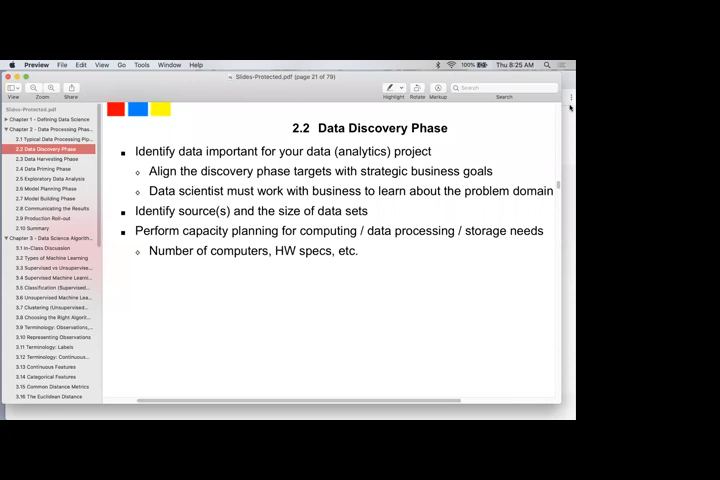 Preview File Edit View Go Tools Window Help 100% Thu 8:25 AM
Slides-Protected.pdf (page 21 of 79)
View Zoom Share Highlight Rotate Markup Search
Search
Slides-Protected.pdf
Chapter 1 - Defining Data Science
Chapter 2 - Data Processing Phas...
2.1 Typical Data Processing Pip...
2.2 Data Discovery Phase
2.3 Data Harvesting Phase
2.4 Data Priming Phase
2.5 Exploratory Data Analysis
2.6 Model Planning Phase
2.7 Model Building Phase
2.8 Communicating the Results
2.9 Production Roll-out
2.10 Summary
Chapter 3 - Data Science Algorith...
3.1 In-Class Discussion
3.2 Types of Machine Learning
3.3 Supervised vs Unsupervise...
3.4 Supervised Machine Learni...
3.5 Classification (Supervised...
3.6 Unsupervised Machine Lea...
3.7 Clustering (Unsupervised...
3.8 Choosing the Right Algorit...
3.9 Terminology: Observations,...
3.10 Representing Observations
3.11 Terminology: Labels
3.12 Terminology: Continuous...
3.13 Continuous Features
3.14 Categorical Features
3.15 Common Distance Metrics
3.16 The Euclidean Distance
2.2 Data Discovery Phase
Identify data important for your data (analytics) project
Align the discovery phase targets with strategic business goals
Data scientist must work with business to learn about the problem domain
Identify source(s) and the size of data sets
Perform capacity planning for computing / data processing / storage needs
Number of computers, HW specs, etc.